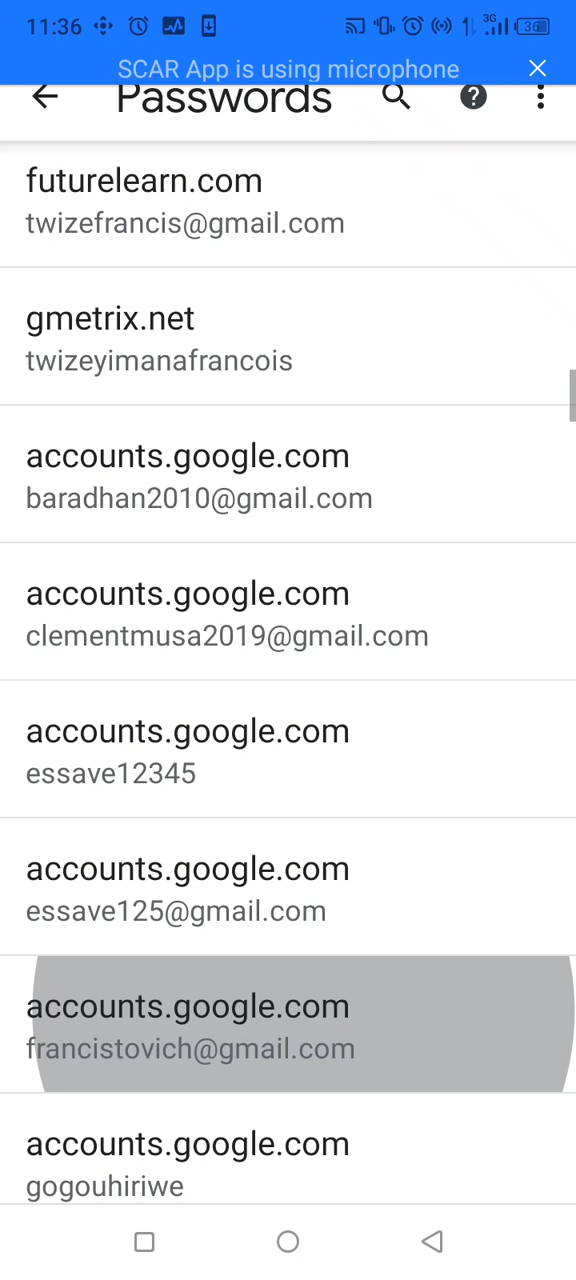 11:36 3G 36
SCAR App is using microphone
Passwords
futurelearn.com
twizefrancis@gmail.com
gmetrix.net
twizeyimanafrancois
accounts.google.com
baradhan2010@gmail.com
accounts.google.com
clementmusa2019@gmail.com
accounts.google.com
essave12345
accounts.google.com
essave125@gmail.com
accounts.google.com
francistovich@gmail.com
accounts.google.com
gogouhiriwe